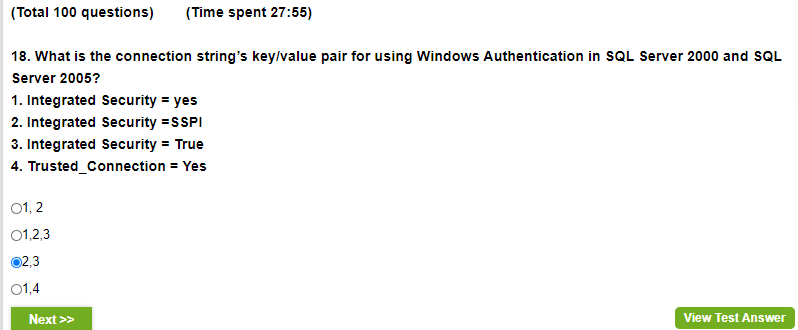 (Total 100 questions) (Time spent 27:55)
18. What is the connection string's key/value pair for using Windows Authentication in SQL Server 2000 and SQL
Server 2005?
1. Integrated Security = yes
2. Integrated Security =SSPI
3. Integrated Security = True
4. Trusted_Connection = Yes
1, 2
1,2,3
2,3
1,4
Next >> View Test Answer